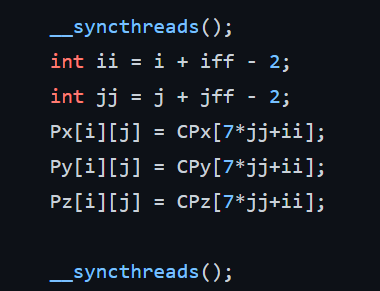 __syncthreads();
int ii = i + iff - 2;
int jj = j + jff - 2;
Px[i][j] = CPx[7*jj+ii];
Py[i][j] = CPy[7*jj+ii];
Pz[i][j] = CPz[7*jj+ii];
__syncthreads();